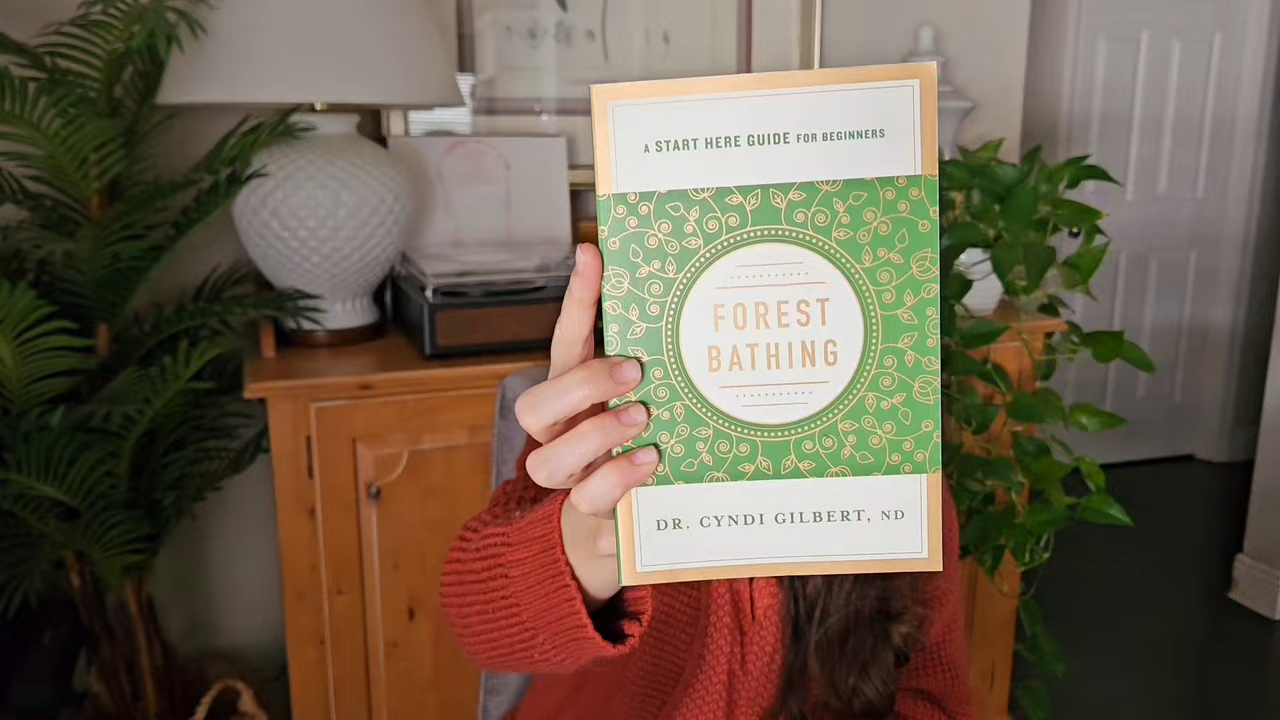 A START HERE GUIDE FOR BEGINNERS
FOREST
BATHING
DR. CYNDI GILBERT, ND